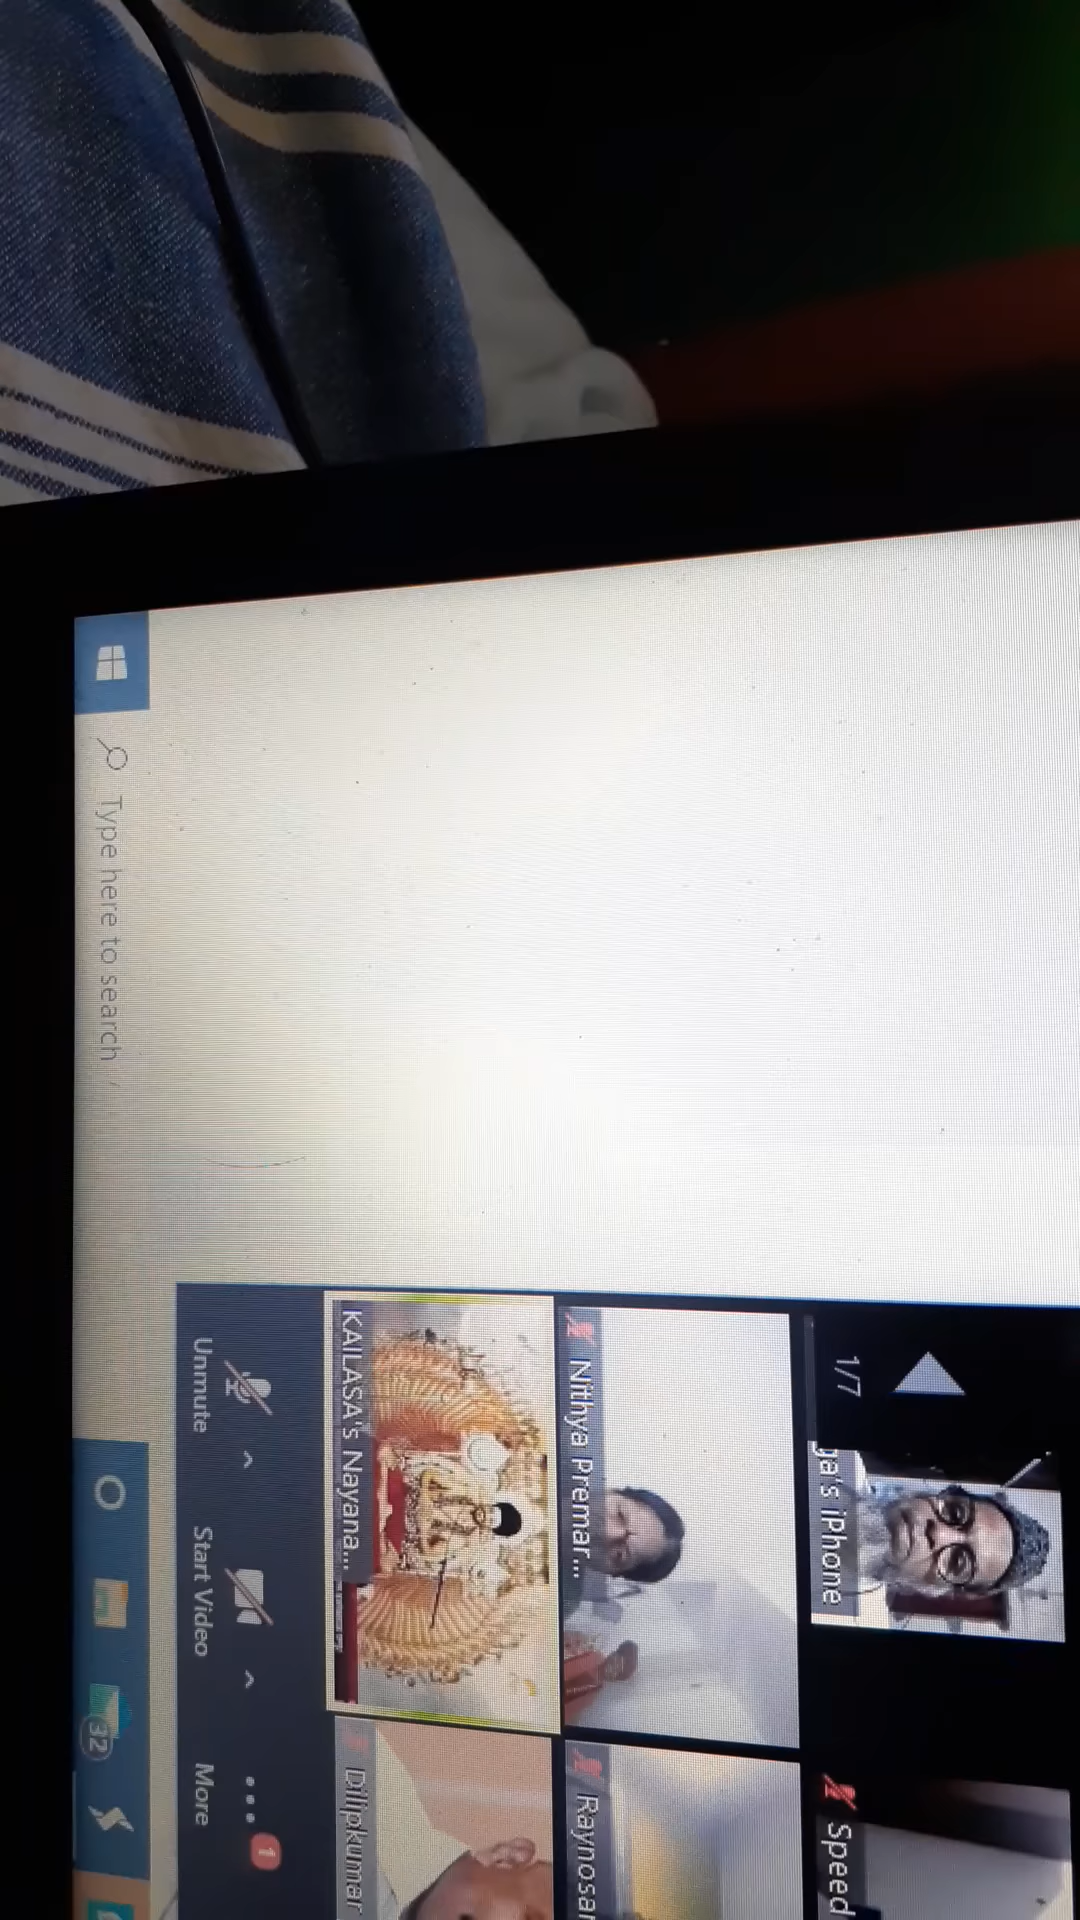 1/7
ga's iPhone
Speed
Nithya Premar...
Raynosar
KAILASA's Nayana...
Dilipkumar
Unmute
Start Video
More
1
Type here to search
32